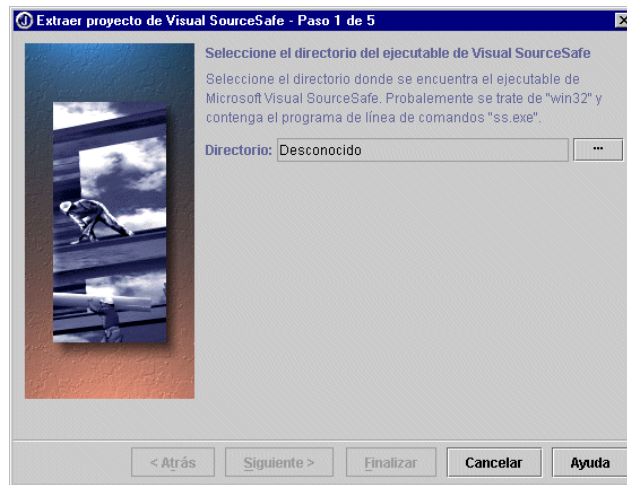 Extraer proyecto de Visual SourceSafe - Paso 1 de 5
Seleccione el directorio del ejecutable de Visual SourceSafe
Seleccione el directorio donde se encuentra el ejecutable de
Microsoft Visual SourceSafe. Probalemente se trate de "win32" y
contenga el programa de línea de comandos "ss.exe".
Directorio: Desconocido ...
< Atrás Siguiente > Finalizar Cancelar Ayuda